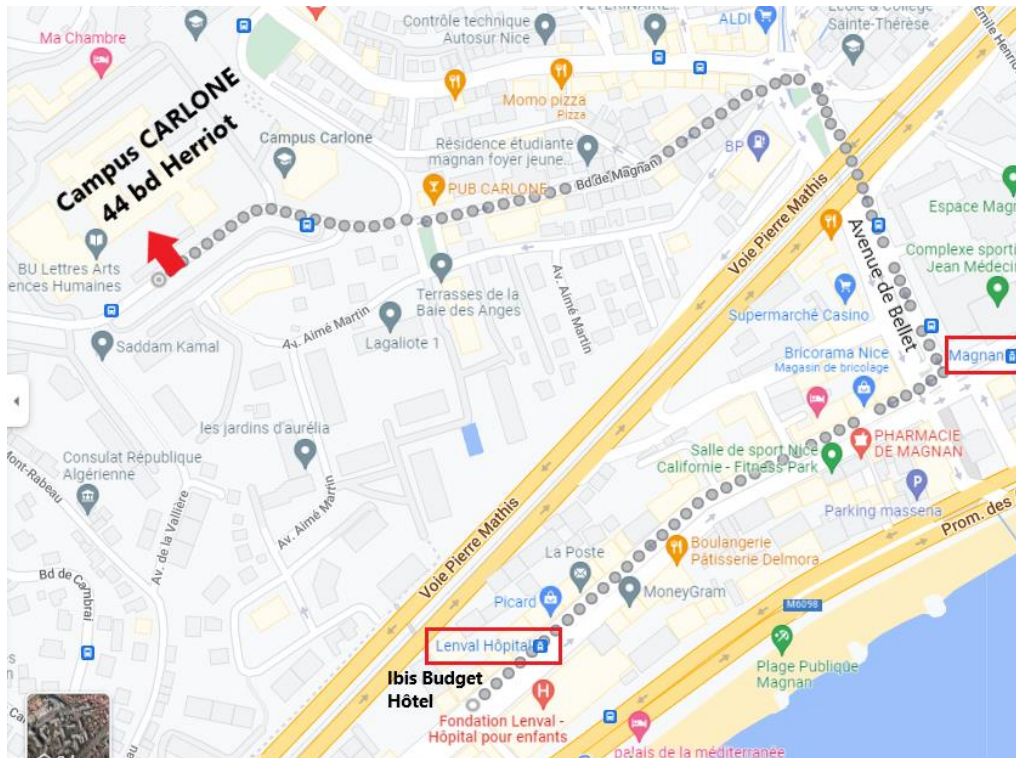 Contrôle technique
Autosur Nice
VETERINAIRE
ALDI
École & Collège
Sainte-Thérèse
Ma Chambre
Émile Henriot
Campus CARLONE
44 bd Herriot
Momo pizza
Pizza
Campus Carlone
Résidence étudiante
magnan foyer jeune...
BP
PUB CARLONE
Bd de Magnan
Espace Magn
Voie Pierre Mathis
Avenue de Bellet
Complexe sporti
Jean Médecin
BU Lettres Arts
ences Humaines
Terrasses de la
Baie des Anges
Av. Aimé Martin
Av. Aimé Martin
Supermarché Casino
Saddam Kamal
Lagaliote 1
Bricorama Nice
Magasin de bricolage
Magnan
les jardins d'aurélia
Salle de sport Nice
Californie - Fitness Park
PHARMACIE
DE MAGNAN
Mont-Rabeau
Consulat République
Algérienne
Av. de la Vallière
Av. Aimé Martin
Voie Pierre Mathis
Parking massena
Prom. des
La Poste
Boulangerie
Pâtisserie Delmora
Bd de Cambrai
Picard
MoneyGram
M6098
Lenval Hôpital
Plage Publique
Magnan
Ibis Budget
Hôtel
H
Fondation Lenval -
Hôpital pour enfants
palais de la méditerranée